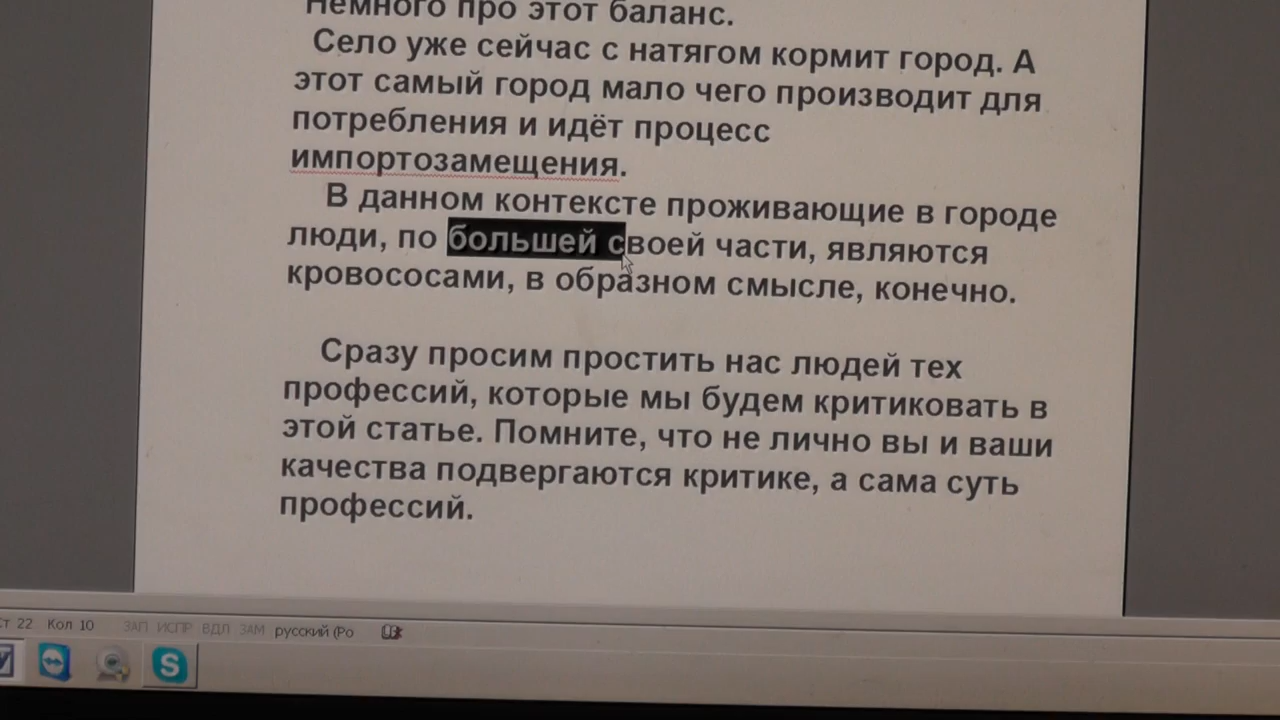 Немного про этот баланс.
Село уже сейчас с натягом кормит город. А
этот самый город мало чего производит для
потребления и идёт процесс
импортозамещения.
В данном контексте проживающие в городе
люди, по большей своей части, являются
кровососами, в образном смысле, конечно.
Сразу просим простить нас людей тех
профессий, которые мы будем критиковать в
этой статье. Помните, что не лично вы и ваши
качества подвергаются критике, а сама суть
профессий.
Ст 22 Кол 10 ЗАП ИСПР ВДЛ ЗАМ русский (Ро